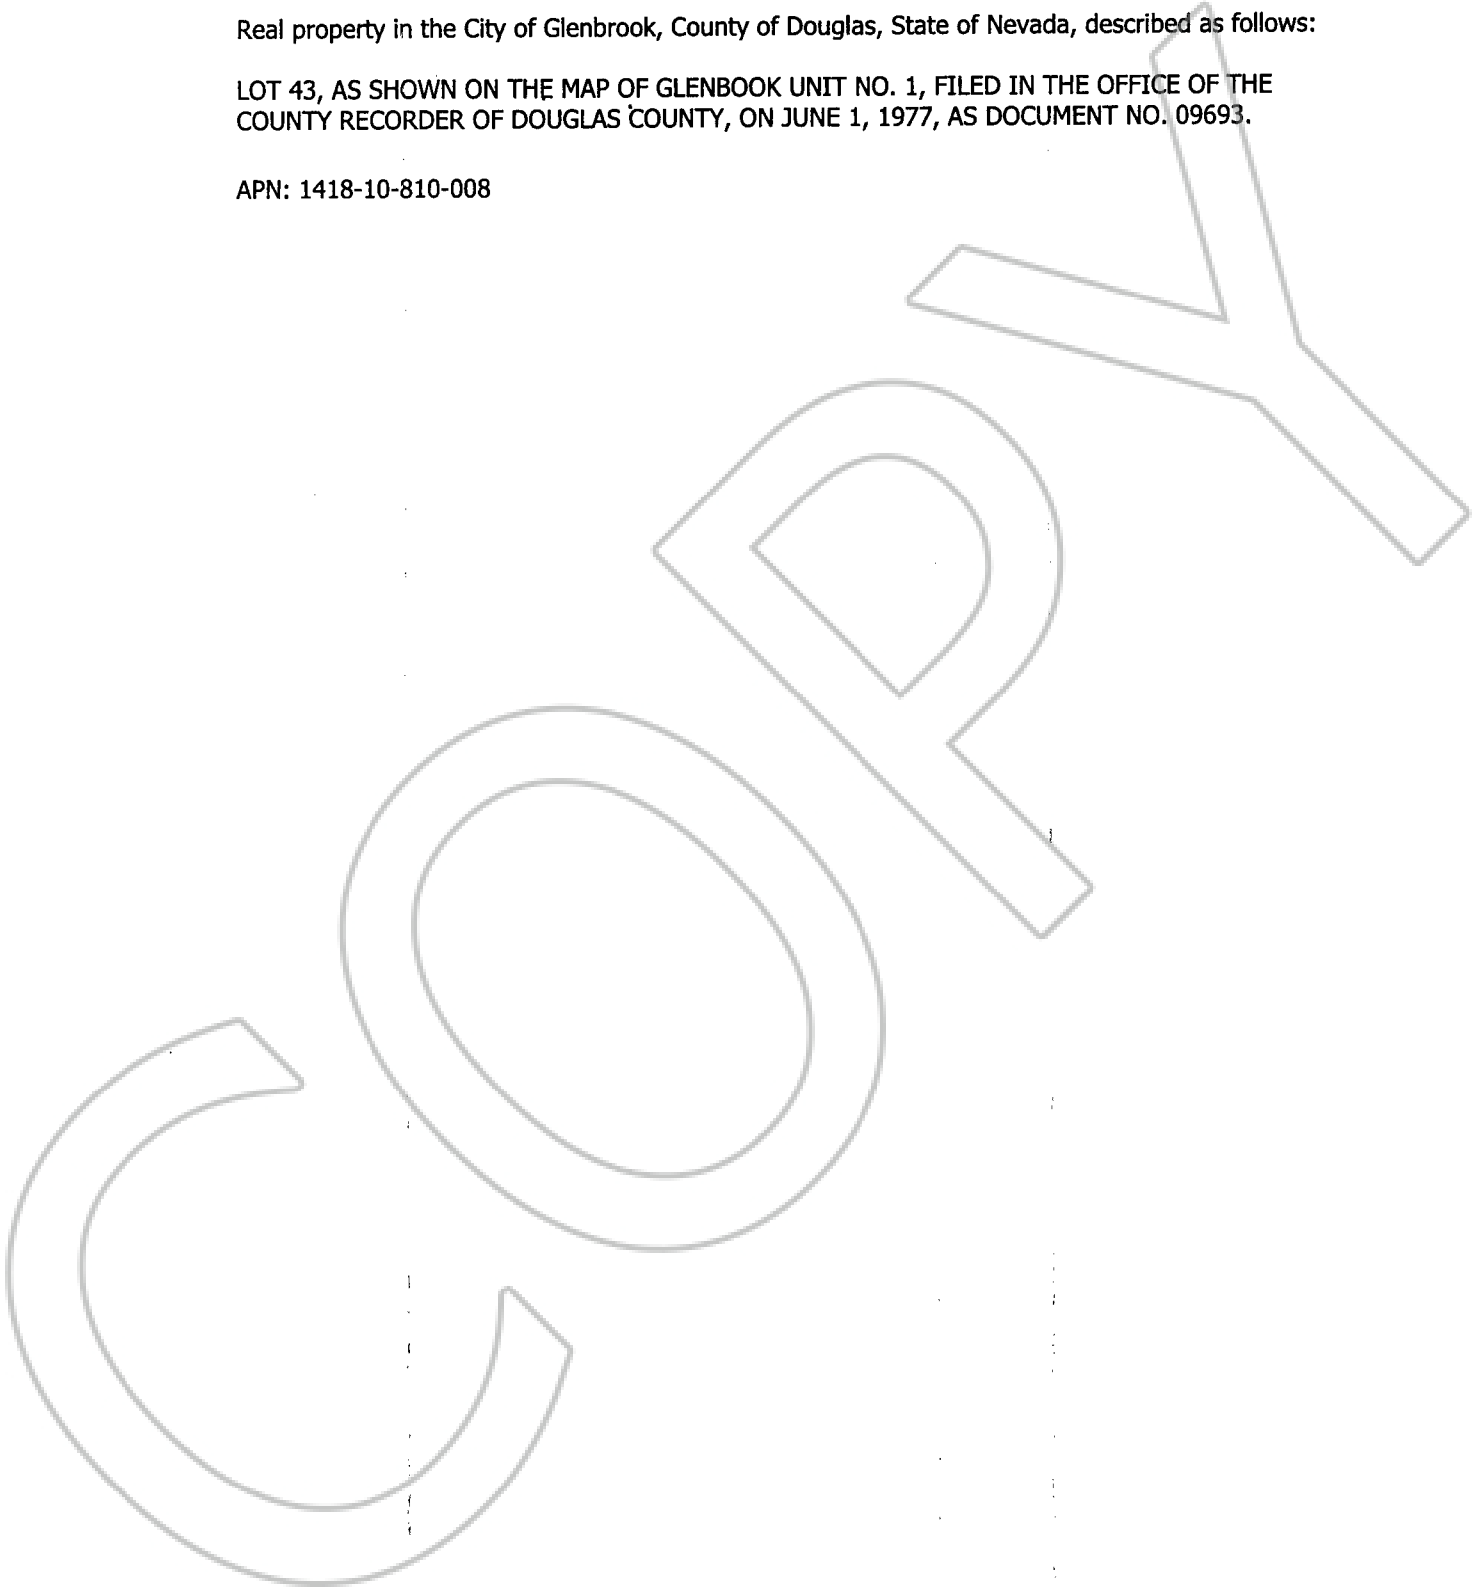 Real property in the City of Glenbrook, County of Douglas, State of Nevada, described as follows:
LOT 43, AS SHOWN ON THE MAP OF GLENBOOK UNIT NO. 1, FILED IN THE OFFICE OF THE
COUNTY RECORDER OF DOUGLAS COUNTY, ON JUNE 1, 1977, AS DOCUMENT NO. 09693.
APN: 1418-10-810-008
COPY